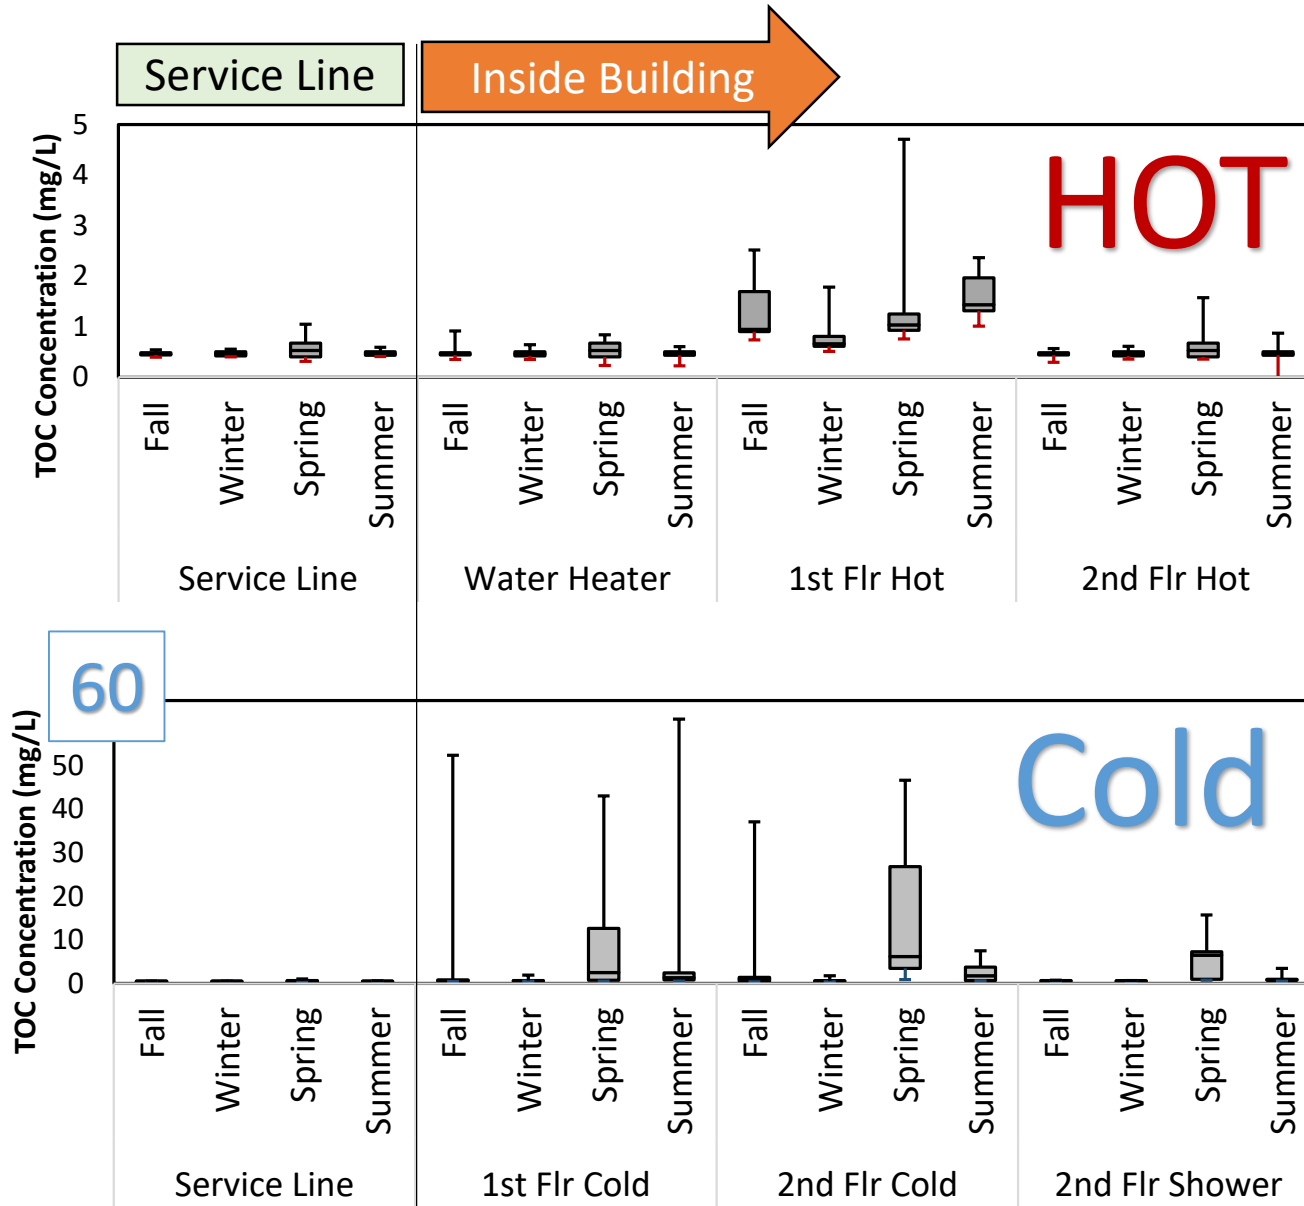 Service Line
Inside Building
TOC Concentration (mg/L)
5
4
3
2
1
0
HOT
Fall
Winter
Spring
Summer
Fall
Winter
Spring
Summer
Fall
Winter
Spring
Summer
Fall
Winter
Spring
Summer
Service Line
Water Heater
1st Flr Hot
2nd Flr Hot
TOC Concentration (mg/L)
60
50
40
30
20
10
0
Cold
Fall
Winter
Spring
Summer
Fall
Winter
Spring
Summer
Fall
Winter
Spring
Summer
Fall
Winter
Spring
Summer
Service Line
1st Flr Cold
2nd Flr Cold
2nd Flr Shower